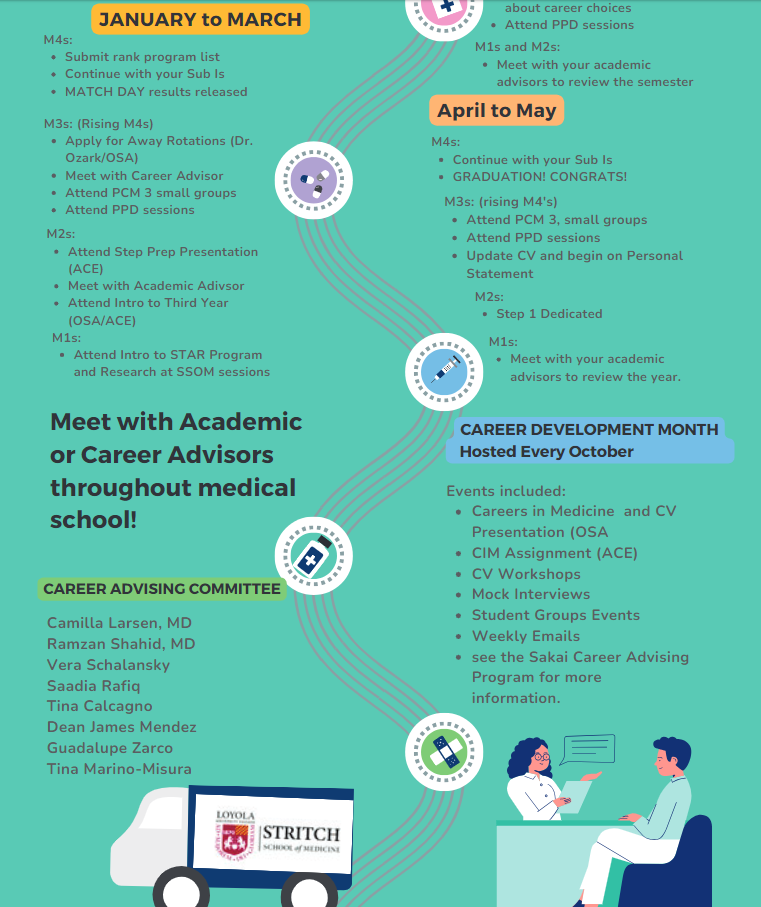 JANUARY to MARCH
M4s:
• Submit rank program list
• Continue with your Sub Is
• MATCH DAY results released
M3s: (Rising M4s)
• Apply for Away Rotations (Dr.
Ozark/OSA)
• Meet with Career Advisor
• Attend PCM 3 small groups
• Attend PPD sessions
M2s:
• Attend Step Prep Presentation
(ACE)
• Meet with Academic Adivsor
• Attend Intro to Third Year
(OSA/ACE)
M1s:
• Attend Intro to STAR Program
and Research at SSOM sessions
about career choices
• Attend PPD sessions
M1s and M2s:
• Meet with your academic
advisors to review the semester
April to May
M4s:
• Continue with your Sub Is
• GRADUATION! CONGRATS!
M3s: (rising M4's)
• Attend PCM 3, small groups
• Attend PPD sessions
• Update CV and begin on Personal
Statement
M2s:
• Step 1 Dedicated
M1s:
• Meet with your academic
advisors to review the year.
Meet with Academic
or Career Advisors
throughout medical
school!
CAREER DEVELOPMENT MONTH
Hosted Every October
Events included:
• Careers in Medicine and CV
Presentation (OSA
• CIM Assignment (ACE)
• CV Workshops
• Mock Interviews
• Student Groups Events
• Weekly Emails
• see the Sakai Career Advising
Program for more
information.
CAREER ADVISING COMMITTEE
Camilla Larsen, MD
Ramzan Shahid, MD
Vera Schalansky
Saadia Rafiq
Tina Calcagno
Dean James Mendez
Guadalupe Zarco
Tina Marino-Misura
LOYOLA
1870
STRITCH
SCHOOL of MEDICINE